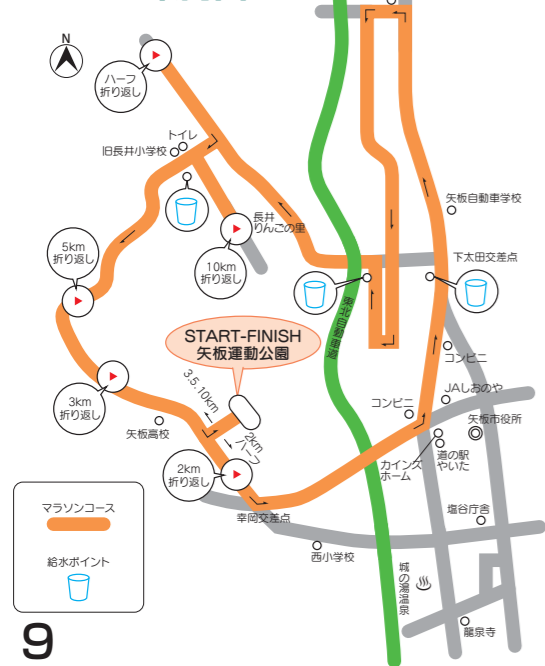 N
ハーフ
折り返し
トイレ
旧長井小学校
長井
りんごの里
矢板自動車学校
5km
折り返し
10km
折り返し
下太田交差点
東北自動車道
START-FINISH
矢板運動公園
3.5.10km
2km
ハーフ
コンビニ
3km
折り返し
JAしおのや
コンビニ
矢板高校
矢板市役所
道の駅
やいた
カインズ
ホーム
2km
折り返し
幸岡交差点
塩谷庁舎
マラソンコース
西小学校
給水ポイント
城の湯温泉
龍泉寺
9